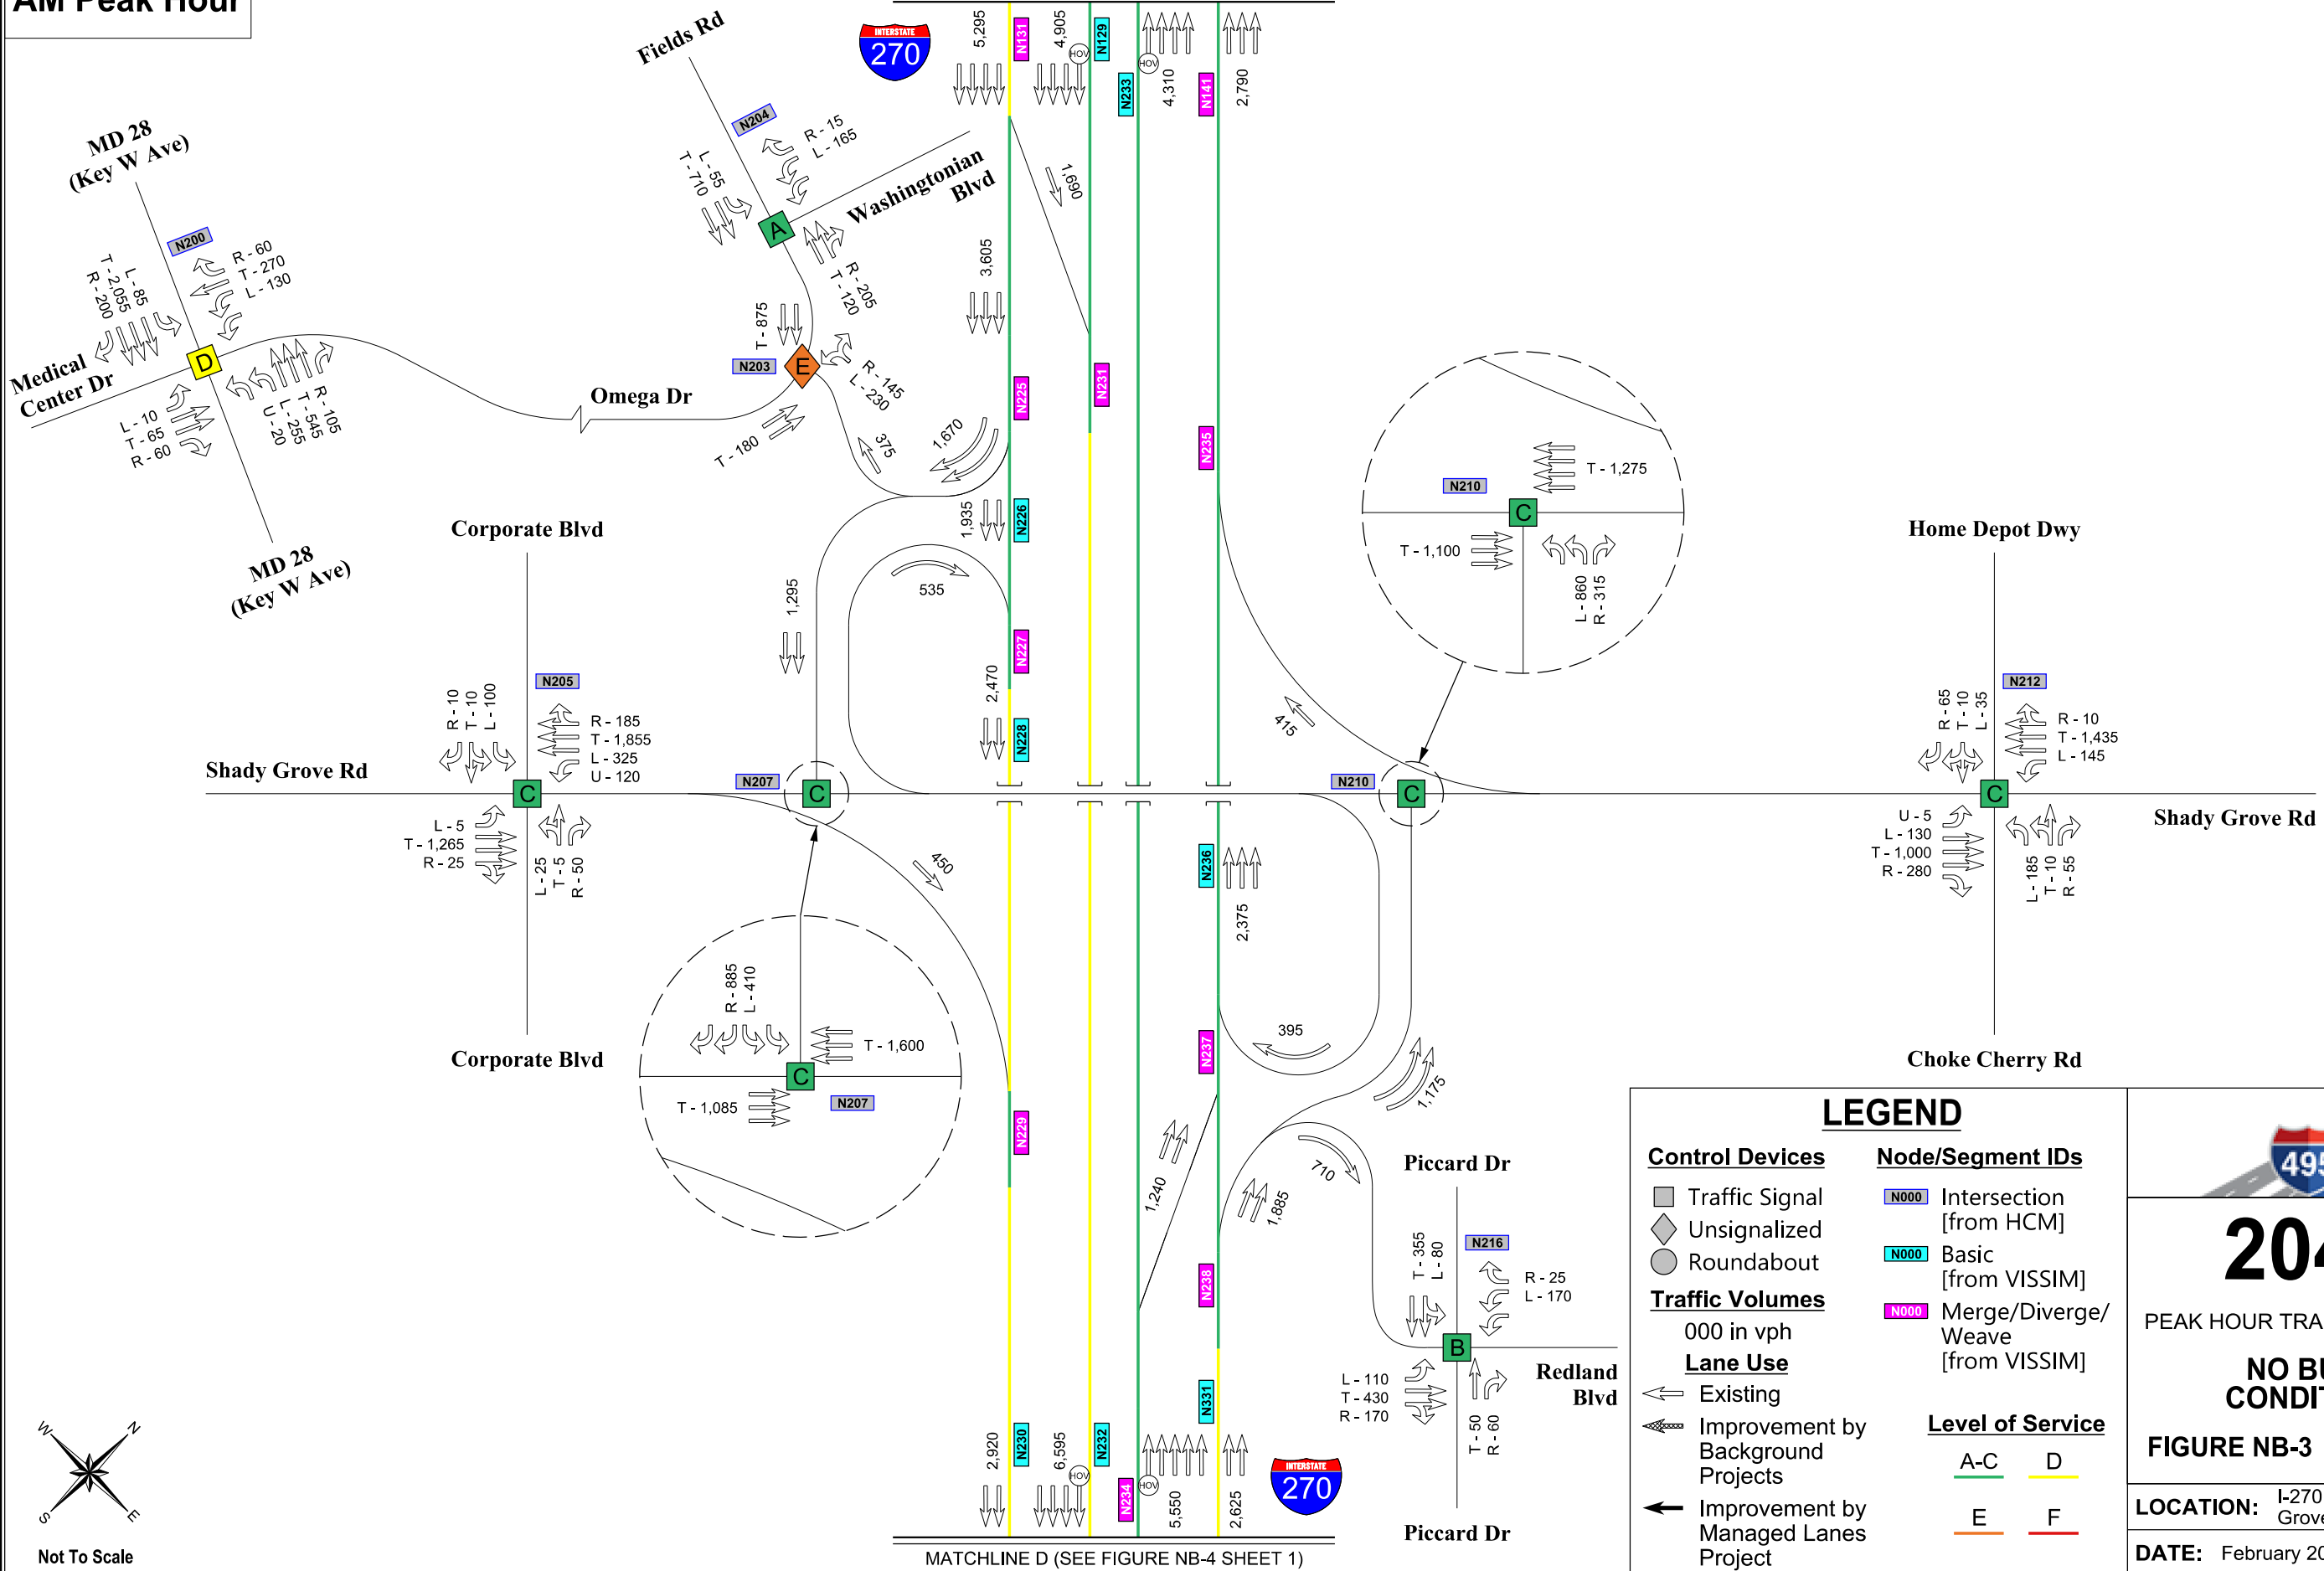 AM Peak Hour
INTERSTATE
270
5,295
N131
4,905
HOV
N129
N233
HOV
4,310
N141
2,790
Fields Rd
N204
R - 15
L - 165
L - 55
T - 710
A
Washingtonian
Blvd
R - 205
T - 120
MD 28
(Key W Ave)
N200
R - 60
T - 270
L - 130
L - 85
T - 2,055
R - 200
D
Medical
Center Dr
L - 10
T - 65
R - 60
R - 105
T - 545
L - 255
U - 20
MD 28
(Key W Ave)
Omega Dr
T - 875
N203
E
R - 145
L - 230
T - 180
375
1,690
3,605
N225
N231
1,670
N235
1,935
N226
1,295
535
N227
2,470
N228
T - 1,275
N210
C
T - 1,100
L - 860
R - 315
Corporate Blvd
N205
R - 10
T - 10
L - 100
R - 185
T - 1,855
L - 325
U - 120
Shady Grove Rd
C
L - 5
T - 1,265
R - 25
L - 25
T - 5
R - 50
Corporate Blvd
N207
C
450
R - 885
L - 410
T - 1,600
C
T - 1,085
N207
415
N210
C
Home Depot Dwy
N212
R - 65
T - 10
L - 35
R - 10
T - 1,435
L - 145
C
Shady Grove Rd
U - 5
L - 130
T - 1,000
R - 280
L - 185
T - 10
R - 55
Choke Cherry Rd
N236
2,375
395
N237
1,175
N229
1,240
1,885
710
N238
Piccard Dr
T - 355
L - 80
N216
R - 25
L - 170
B
Redland
Blvd
L - 110
T - 430
R - 170
T - 50
R - 60
Piccard Dr
N331
2,920
N230
6,595
HOV
N232
N234
HOV
5,550
2,625
INTERSTATE
270
MATCHLINE D (SEE FIGURE NB-4 SHEET 1)
W
N
S
E
Not To Scale
LEGEND
Control Devices
Traffic Signal
Unsignalized
Roundabout
Traffic Volumes
000 in vph
Lane Use
Existing
Improvement by
Background
Projects
Improvement by
Managed Lanes
Project
Node/Segment IDs
N000 Intersection
[from HCM]
N000 Basic
[from VISSIM]
N000 Merge/Diverge/
Weave
[from VISSIM]
Level of Service
A-C D
E F
495
204
PEAK HOUR TRA
NO BU
CONDIT
FIGURE NB-3
LOCATION: I-270
Grove
DATE: February 20